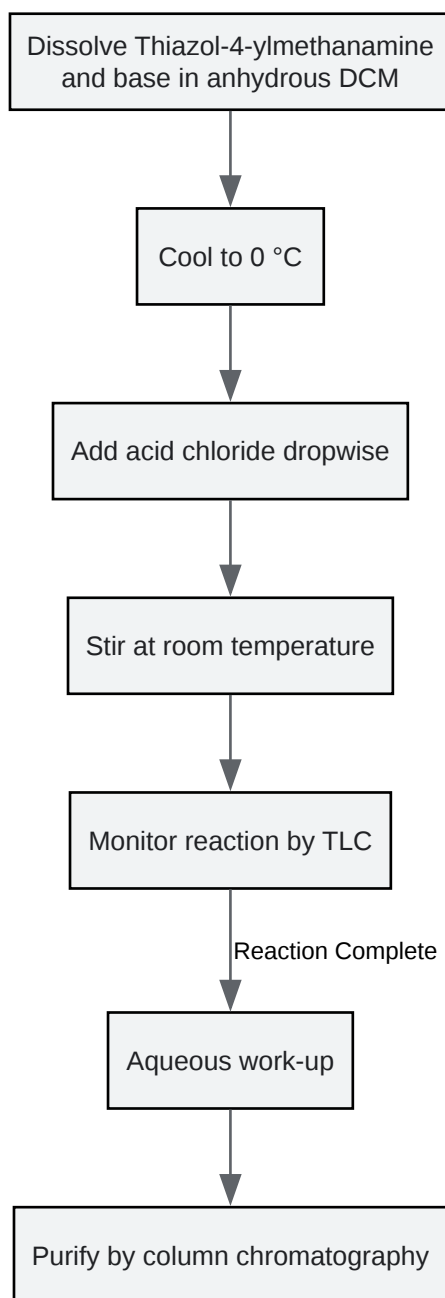 Dissolve Thiazol-4-ylmethanamine
and base in anhydrous DCM
Cool to 0 °C
Add acid chloride dropwise
Stir at room temperature
Monitor reaction by TLC
Reaction Complete
Aqueous work-up
Purify by column chromatography